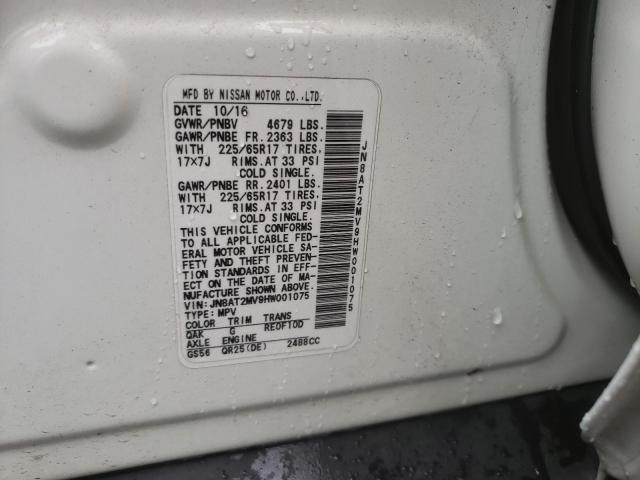 MFD BY NISSAN MOTOR CO.,LTD.
DATE 10/16
GVWR/PNBV 4679 LBS.
GAWR/PNBE FR. 2363 LBS.
WITH 225/65R17 TIRES.
17×7J RIMS.AT 33 PSI
COLD SINGLE.
GAWR/PNBE RR. 2401 LBS.
WITH 225/65R17 TIRES.
17×7J RIMS.AT 33 PSI
COLD SINGLE.
THIS VEHICLE CONFORMS
TO ALL APPLICABLE FED-
ERAL MOTOR VEHICLE SA-
FETY AND THEFT PREVEN-
TION STANDARDS IN EFF-
ECT ON THE DATE OF MA-
NUFACTURE SHOWN ABOVE.
VIN: JN8AT2MV9HW001075
TYPE: MPV
COLOR TRIM TRANS
QAK G RE0F10D
AXLE ENGINE
GS56 QR25(DE) 2488CC
JN8AT2MV9HW001075